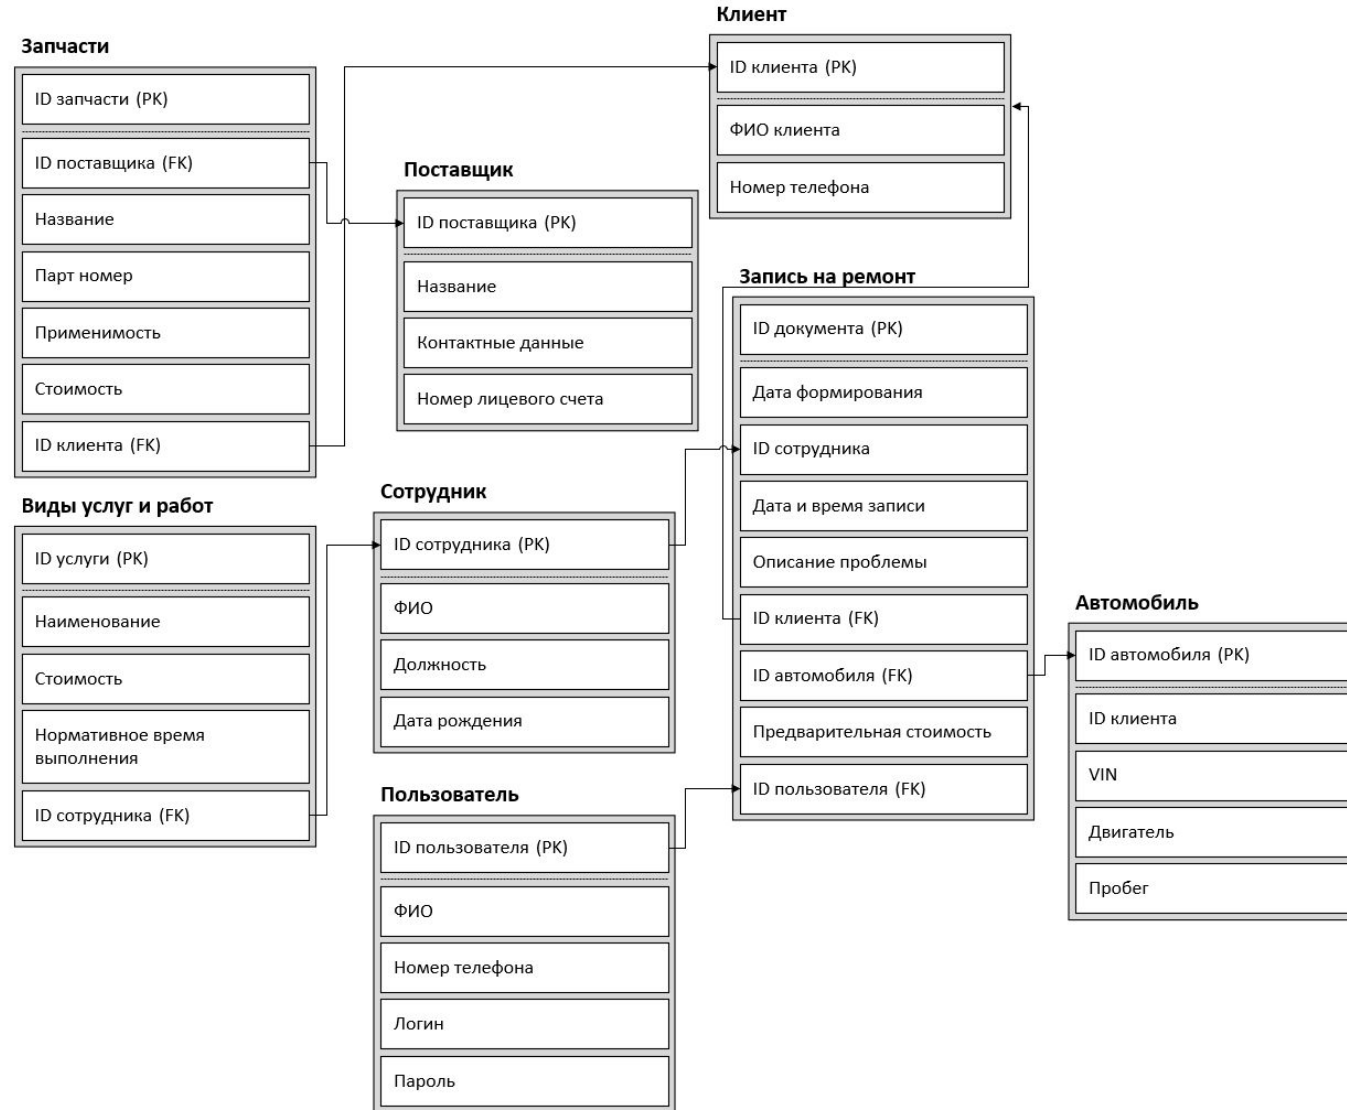 Запчасти
ID запчасти (PK)
ID поставщика (FK)
Название
Парт номер
Применимость
Стоимость
ID клиента (FK)
Клиент
ID клиента (PK)
ФИО клиента
Номер телефона
Поставщик
ID поставщика (PK)
Название
Контактные данные
Номер лицевого счета
Запись на ремонт
ID документа (PK)
Дата формирования
ID сотрудника
Дата и время записи
Описание проблемы
ID клиента (FK)
ID автомобиля (FK)
Предварительная стоимость
ID пользователя (FK)
Виды услуг и работ
ID услуги (PK)
Наименование
Стоимость
Нормативное время
выполнения
ID сотрудника (FK)
Сотрудник
ID сотрудника (PK)
ФИО
Должность
Дата рождения
Автомобиль
ID автомобиля (PK)
ID клиента
VIN
Двигатель
Пробег
Пользователь
ID пользователя (PK)
ФИО
Номер телефона
Логин
Пароль